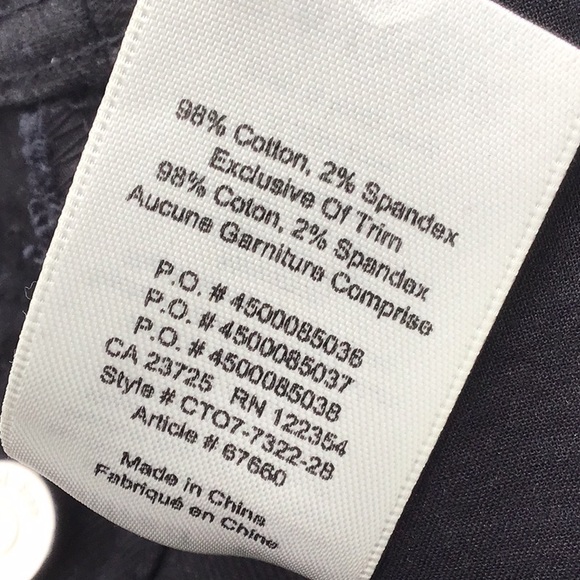 98% Cotton, 2% Spandex
Exclusive Of Trim
98% Coton, 2% Spandex
Aucune Garniture Comprise
P.O. # 4500085036
P.O. # 4500085037
P.O. # 4500085038
CA 23725 RN 122354
Style # CTO7-7322-28
Article # 67660
Made in China
Fabriqué en Chine